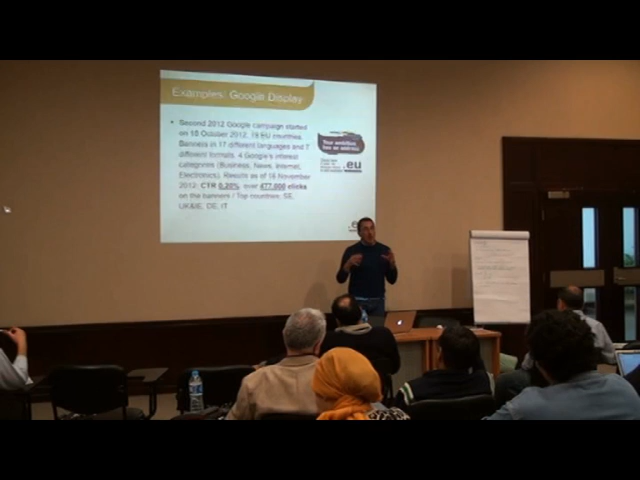 Examples: Google Display
• Second 2012 Google campaign started
on 15 October 2012. 19 EU countries.
Banners in 17 different languages and 7
different formats. 4 Google's interest
categories (Business, News, Internet,
Electronics). Results as of 16 November
2012: CTR 0.20%, over 477.000 clicks
on the banners / Top countries: SE,
UK&IE, DE, IT
Your ambition
has an address
.eu
.eu